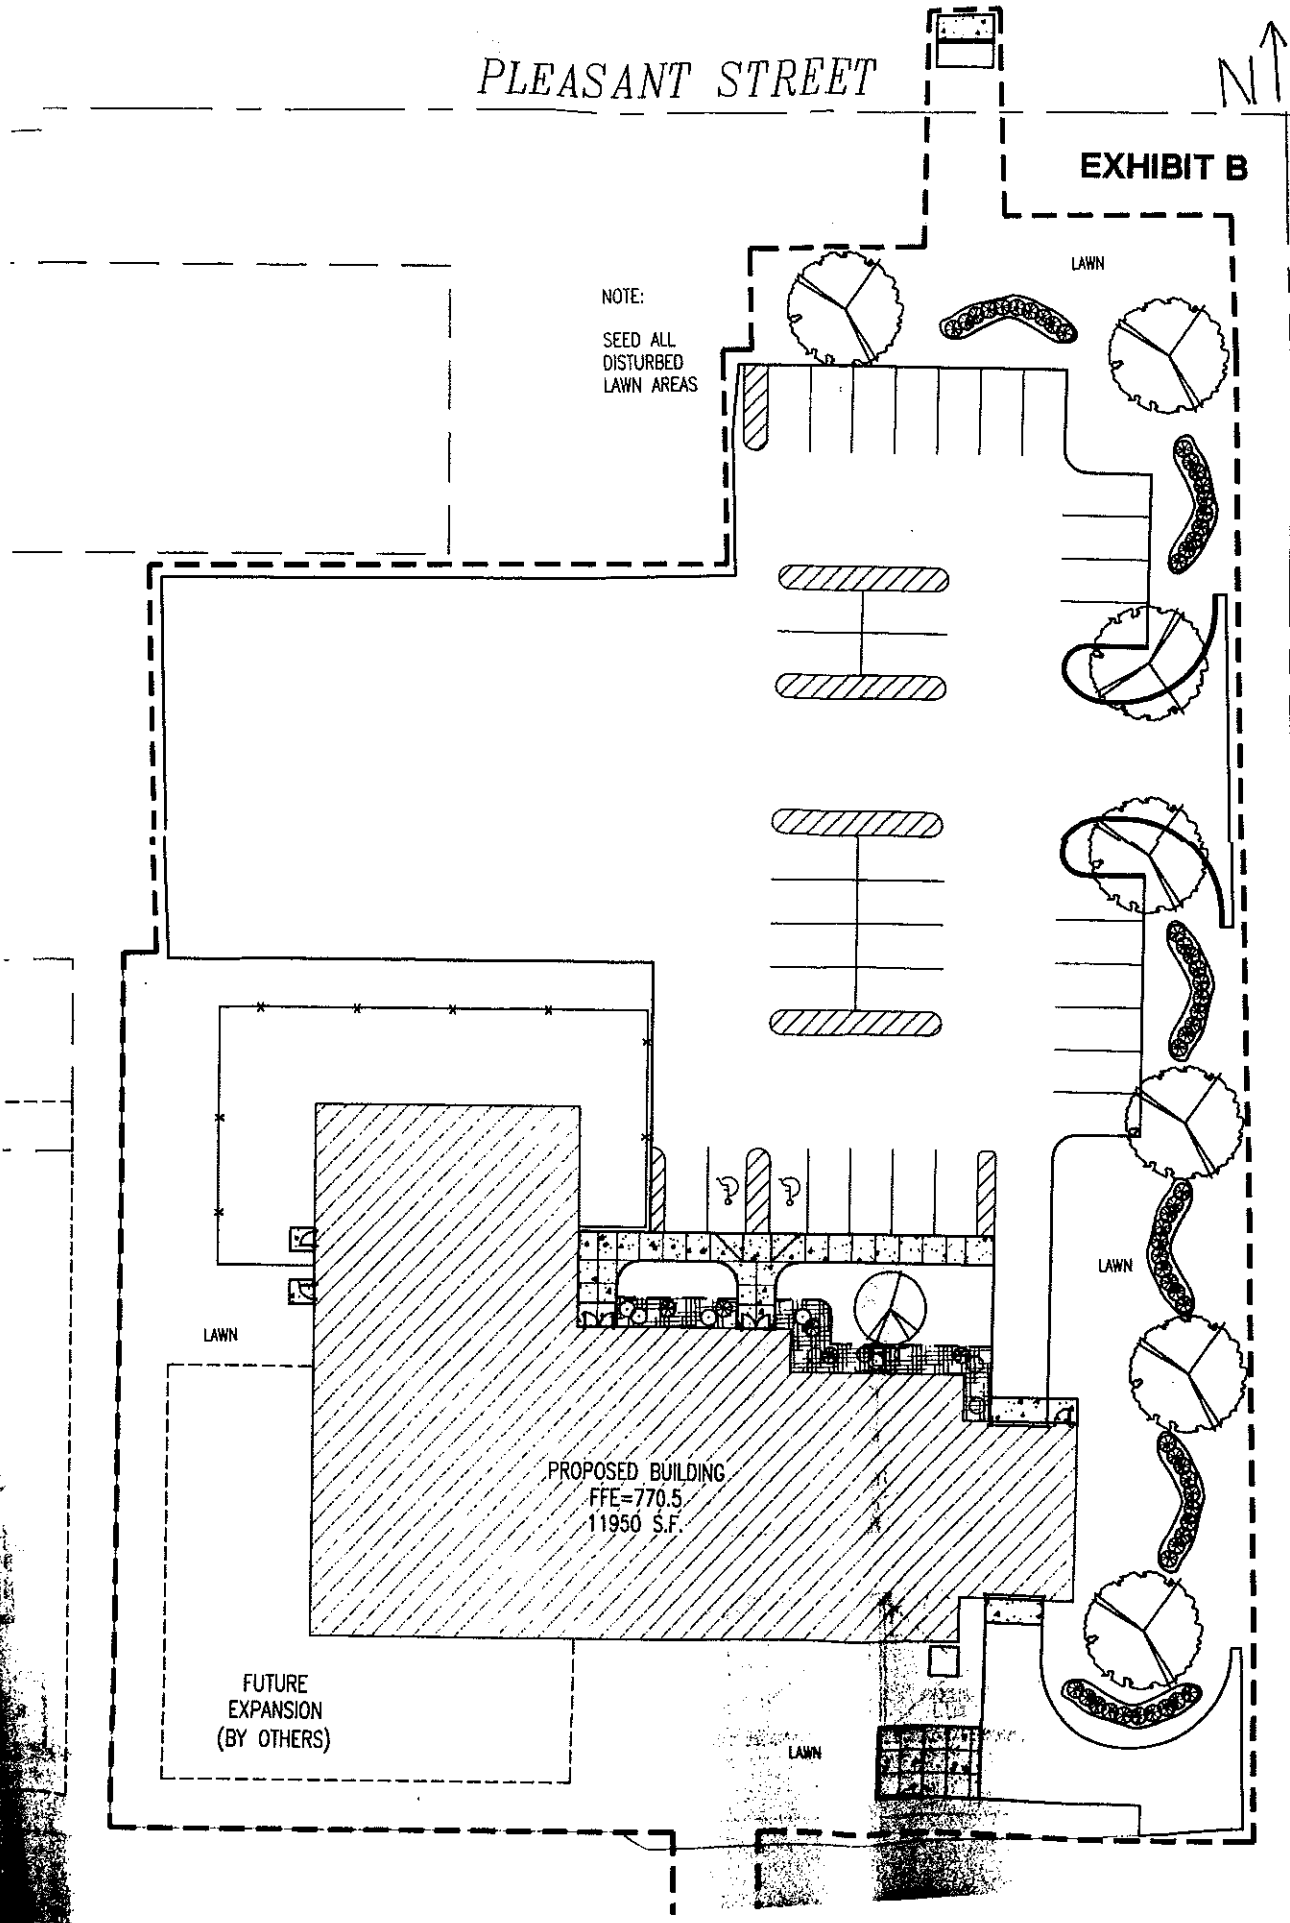 PLEASANT STREET
N
EXHIBIT B
LAWN
NOTE:
SEED ALL
DISTURBED
LAWN AREAS
LAWN
LAWN
PROPOSED BUILDING
FFE=770.5
11950 S.F.
FUTURE
EXPANSION
(BY OTHERS)
LAWN